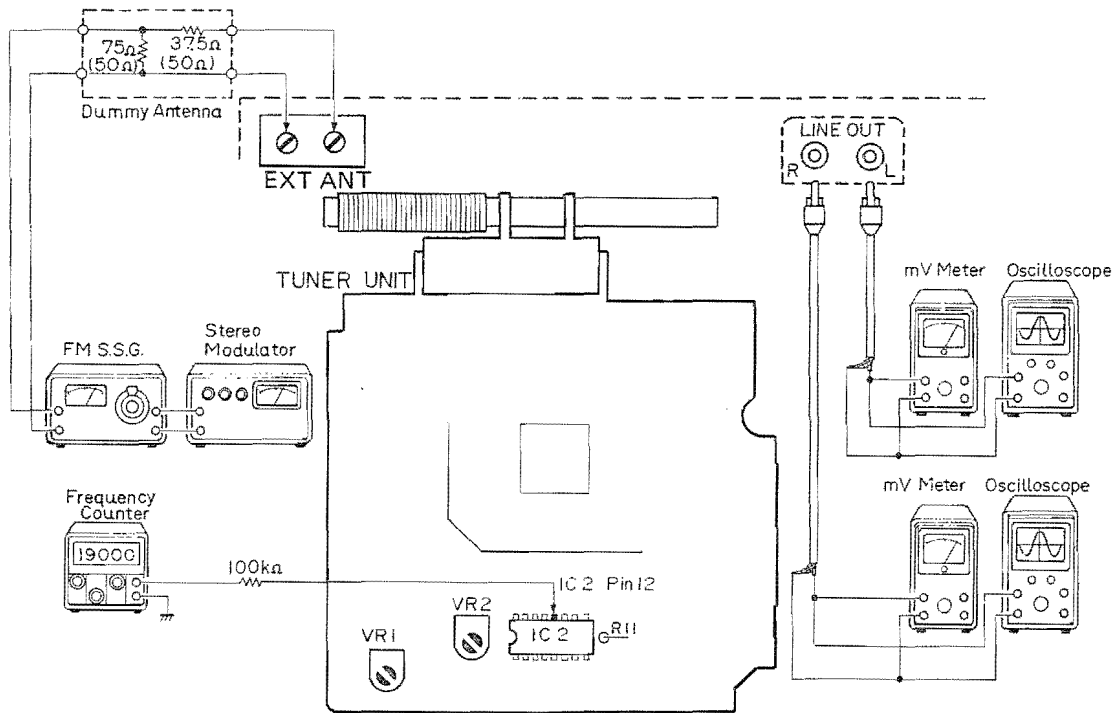 75Ω
(50Ω)
37.5Ω
(50Ω)
Dummy Antenna
EXT ANT
LINE OUT
R
L
TUNER UNIT
mV Meter
Oscilloscope
FM S.S.G.
Stereo
Modulator
mV Meter
Oscilloscope
Frequency
Counter
19000
100kΩ
IC2 Pin12
VR2
VR1
IC2
R11